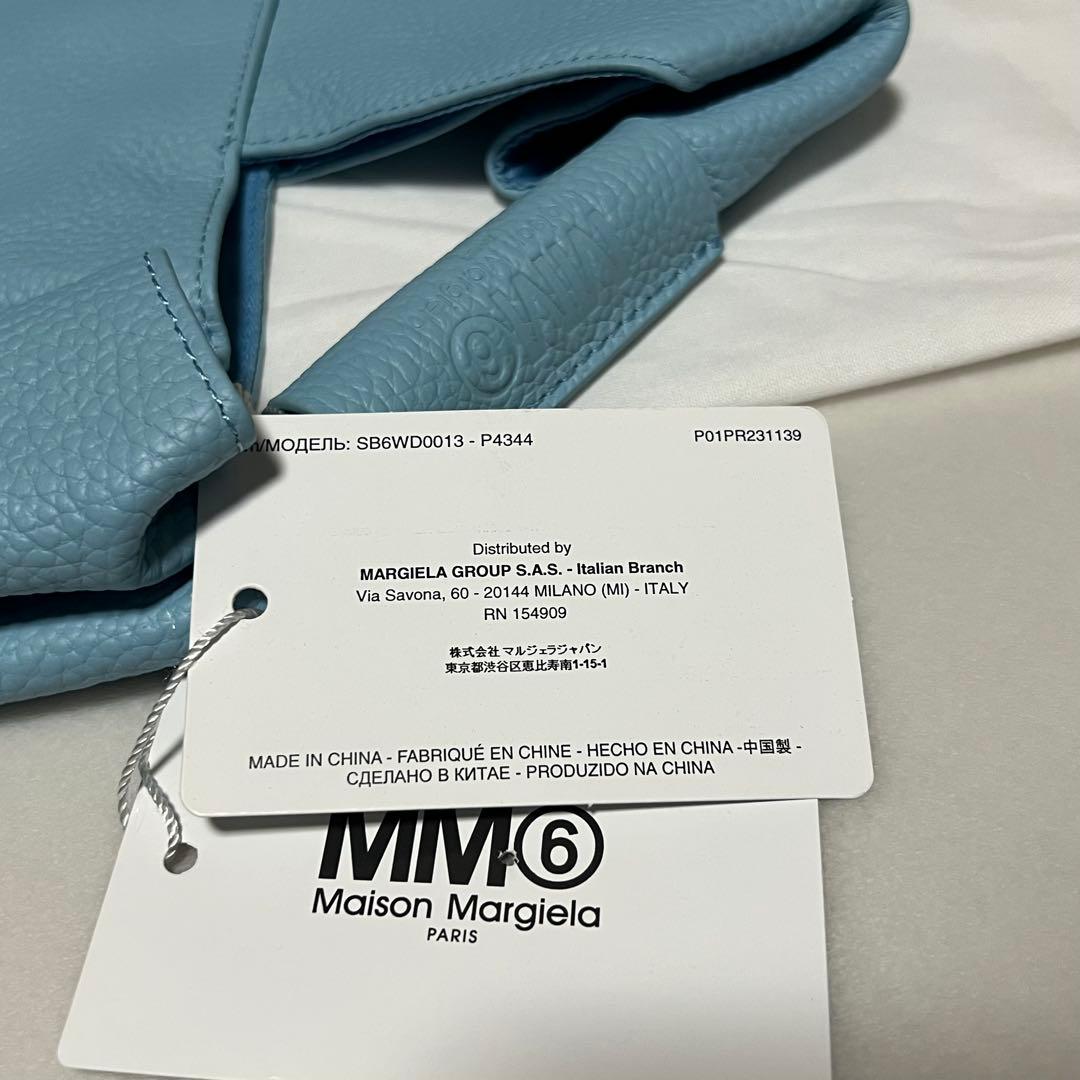 /МОДЕЛЬ: SB6WD0013 - P4344
P01PR231139
Distributed by
MARGIELA GROUP S.A.S. - Italian Branch
Via Savona, 60 - 20144 MILANO (MI) - ITALY
RN 154909
株式会社 マルジェラジャパン
東京都渋谷区恵比寿南1-15-1
MADE IN CHINA - FABRIQUÉ EN CHINE - HECHO EN CHINA -中国製 -
СДЕЛАНО В КИТАЕ - PRODUZIDO NA CHINA
MM⑥
Maison Margiela
PARIS